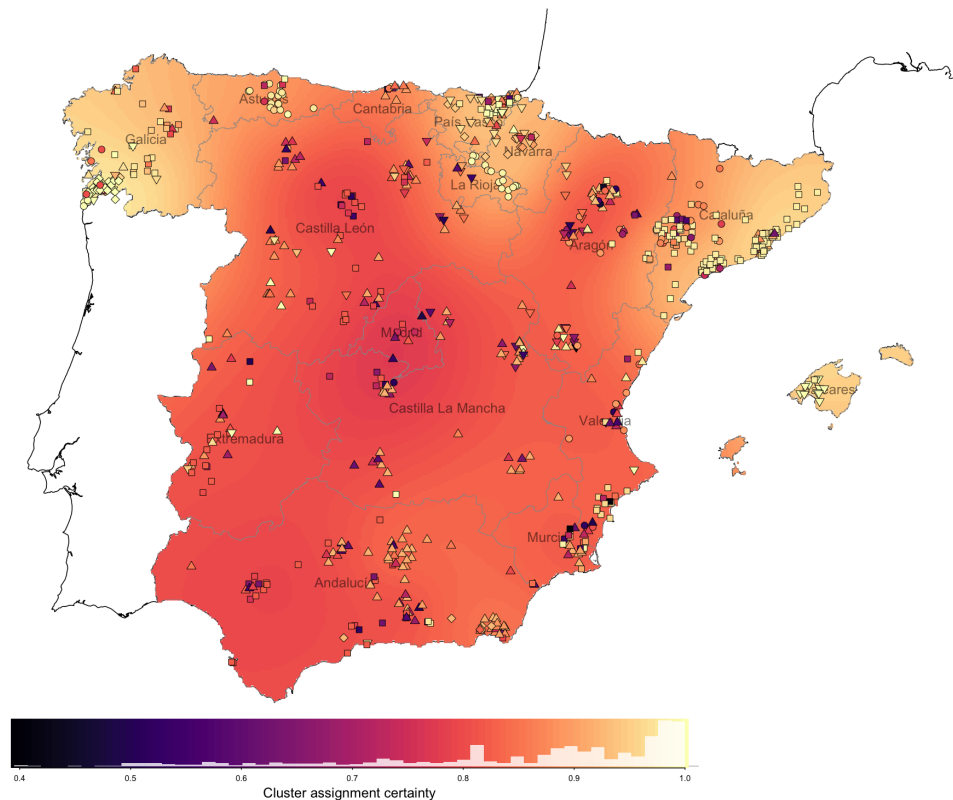 Asturias
Cantabria
País Vasco
Galicia
Navarra
La Rioja
Cataluña
Castilla León
Aragón
Madrid
Castilla La Mancha
Valencia
Extremadura
Murcia
Andalucía
0.4
0.5
0.6
0.7
0.8
0.9
1.0
Cluster assignment certainty